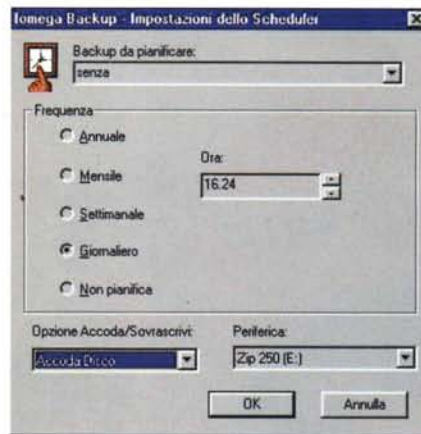 Iomega Backup - Impostazioni dello Scheduler
Backup da pianificare:
senza
Frequenza
Annuale
Mensile
Settimanale
Giornaliero
Non pianifica
Ora:
16.24
Opzione Accoda/Sovrascrivi:
Accoda Disco
Periferica:
Zip 250 (E:)
OK
Annulla